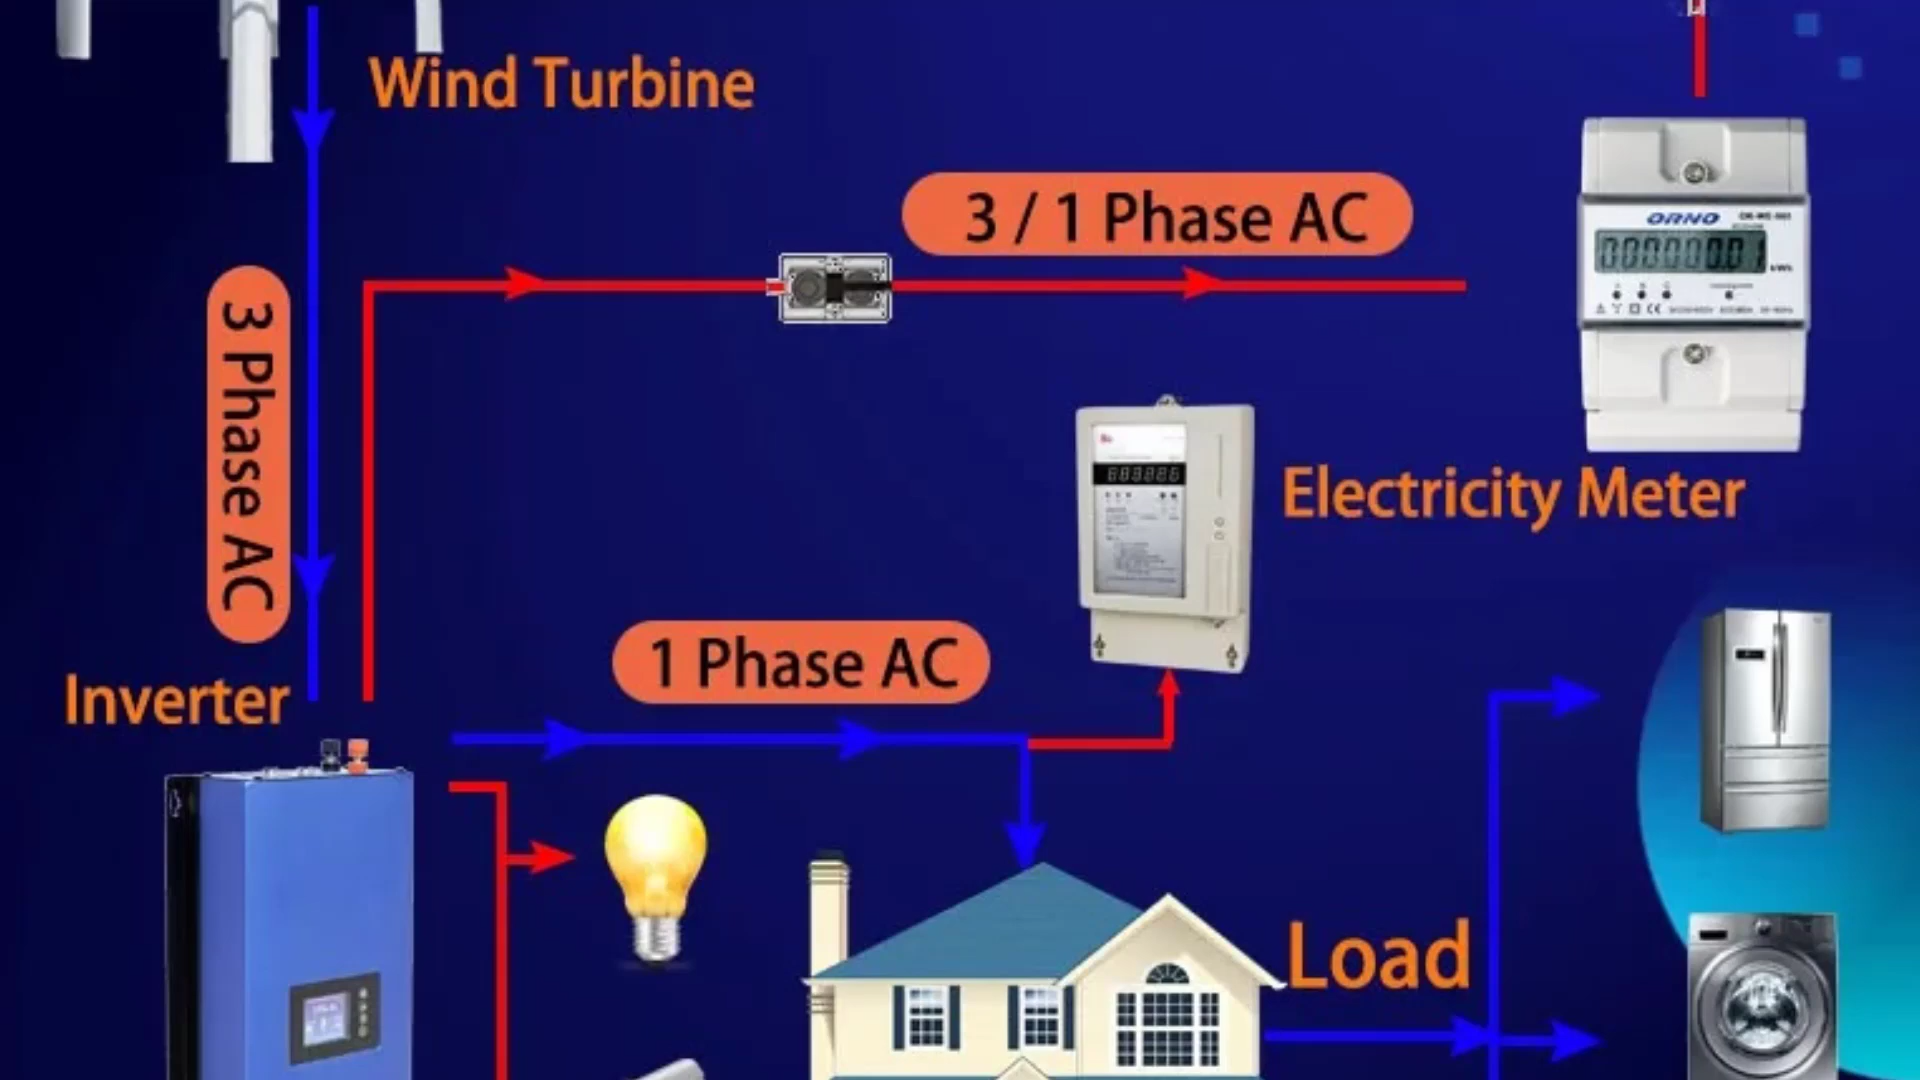 Wind Turbine
3 / 1 Phase AC
ORNO
3 Phase AC
Electricity Meter
1 Phase AC
Inverter
Load